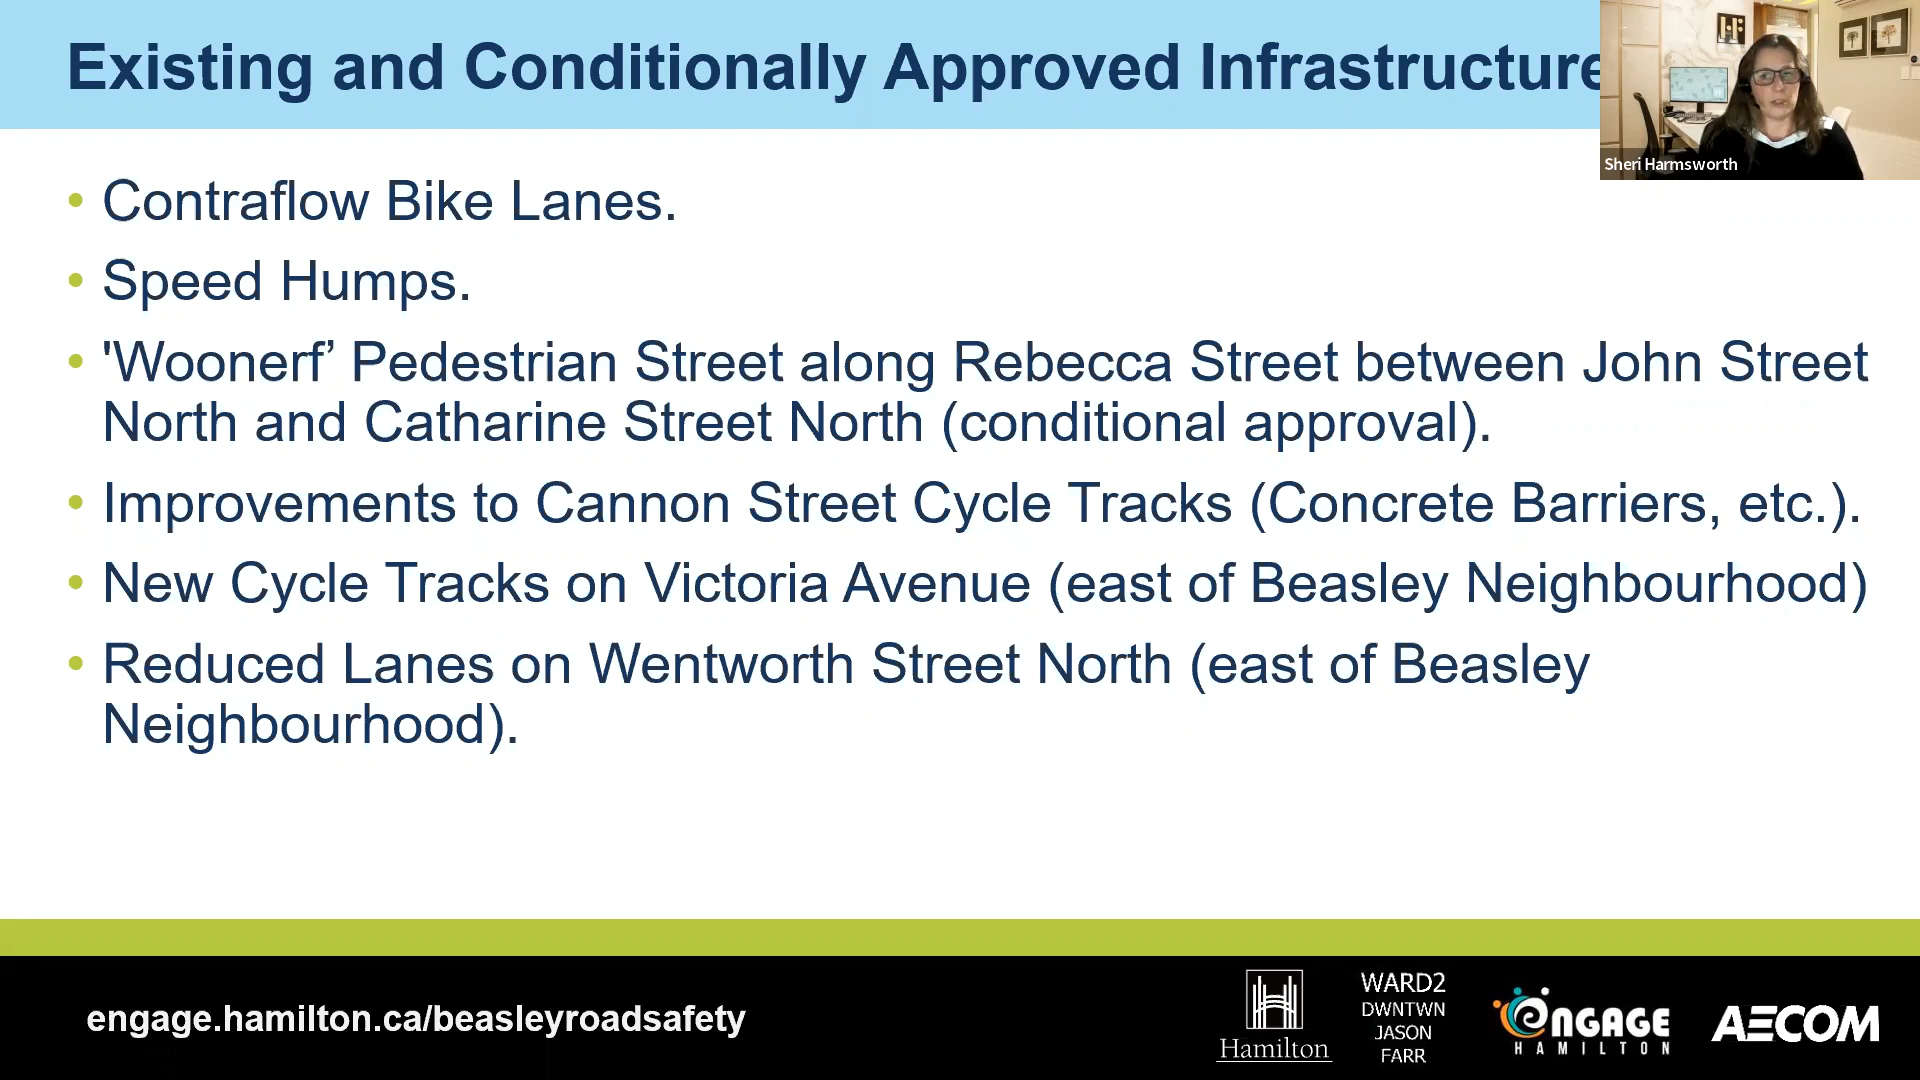 Existing and Conditionally Approved Infrastructure
Sheri Harmsworth
• Contraflow Bike Lanes.
• Speed Humps.
• 'Woonerf’ Pedestrian Street along Rebecca Street between John Street
North and Catharine Street North (conditional approval).
• Improvements to Cannon Street Cycle Tracks (Concrete Barriers, etc.).
• New Cycle Tracks on Victoria Avenue (east of Beasley Neighbourhood)
• Reduced Lanes on Wentworth Street North (east of Beasley
Neighbourhood).
engage.hamilton.ca/beasleyroadsafety
Hamilton
WARD2
DWNTWN
JASON
FARR
eNGAGE
HAMILTON
AECOM